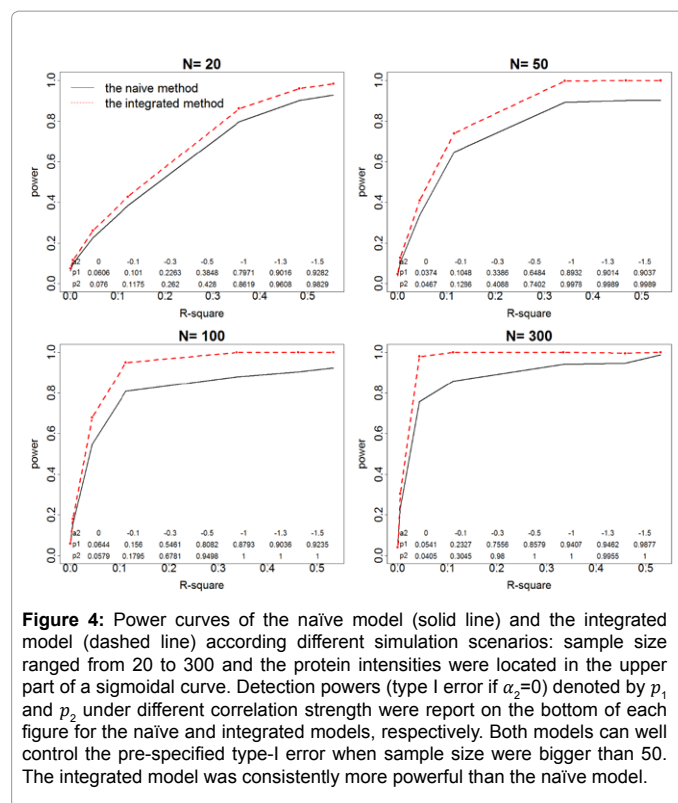 N= 20
power
1.0
0.8
0.6
0.4
0.2
0.0
the naive method
the integrated method
a2 0 -0.1 -0.3 -0.5 -1 -1.3 -1.5
p1 0.0606 0.101 0.2263 0.3848 0.7971 0.9016 0.9282
p2 0.076 0.1175 0.262 0.428 0.8619 0.9608 0.9829
0.0 0.1 0.2 0.3 0.4 0.5
R-square
N= 50
power
1.0
0.8
0.6
0.4
0.2
0.0
a2 0 -0.1 -0.3 -0.5 -1 -1.3 -1.5
p1 0.0374 0.1048 0.3386 0.6484 0.8932 0.9014 0.9037
p2 0.0467 0.1286 0.4088 0.7402 0.9978 0.9989 0.9989
0.0 0.1 0.2 0.3 0.4 0.5
R-square
N= 100
power
1.0
0.8
0.6
0.4
0.2
0.0
a2 0 -0.1 -0.3 -0.5 -1 -1.3 -1.5
p1 0.0644 0.156 0.5461 0.8082 0.8793 0.9036 0.9235
p2 0.0579 0.1795 0.6781 0.9498 1 1 1
0.0 0.1 0.2 0.3 0.4 0.5
R-square
N= 300
power
1.0
0.8
0.6
0.4
0.2
0.0
a2 0 -0.1 -0.3 -0.5 -1 -1.3 -1.5
p1 0.0541 0.2327 0.7556 0.8579 0.9407 0.9462 0.9877
p2 0.0405 0.3045 0.98 1 1 0.9955 1
0.0 0.1 0.2 0.3 0.4 0.5
R-square
Figure 4: Power curves of the naïve model (solid line) and the integrated
model (dashed line) according different simulation scenarios: sample size
ranged from 20 to 300 and the protein intensities were located in the upper
part of a sigmoidal curve. Detection powers (type I error if α₂=0) denoted by p₁
and p₂ under different correlation strength were report on the bottom of each
figure for the naïve and integrated models, respectively. Both models can well
control the pre-specified type-I error when sample size were bigger than 50.
The integrated model was consistently more powerful than the naïve model.